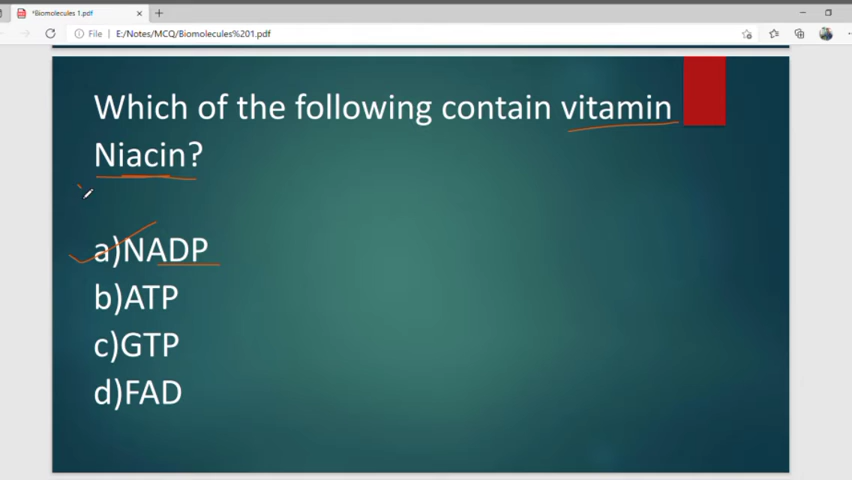 *Biomolecules 1.pdf
File
E:/Notes/MCQ/Biomolecules%201.pdf
Which of the following contain vitamin
Niacin?
a)NADP
b)ATP
c)GTP
d)FAD